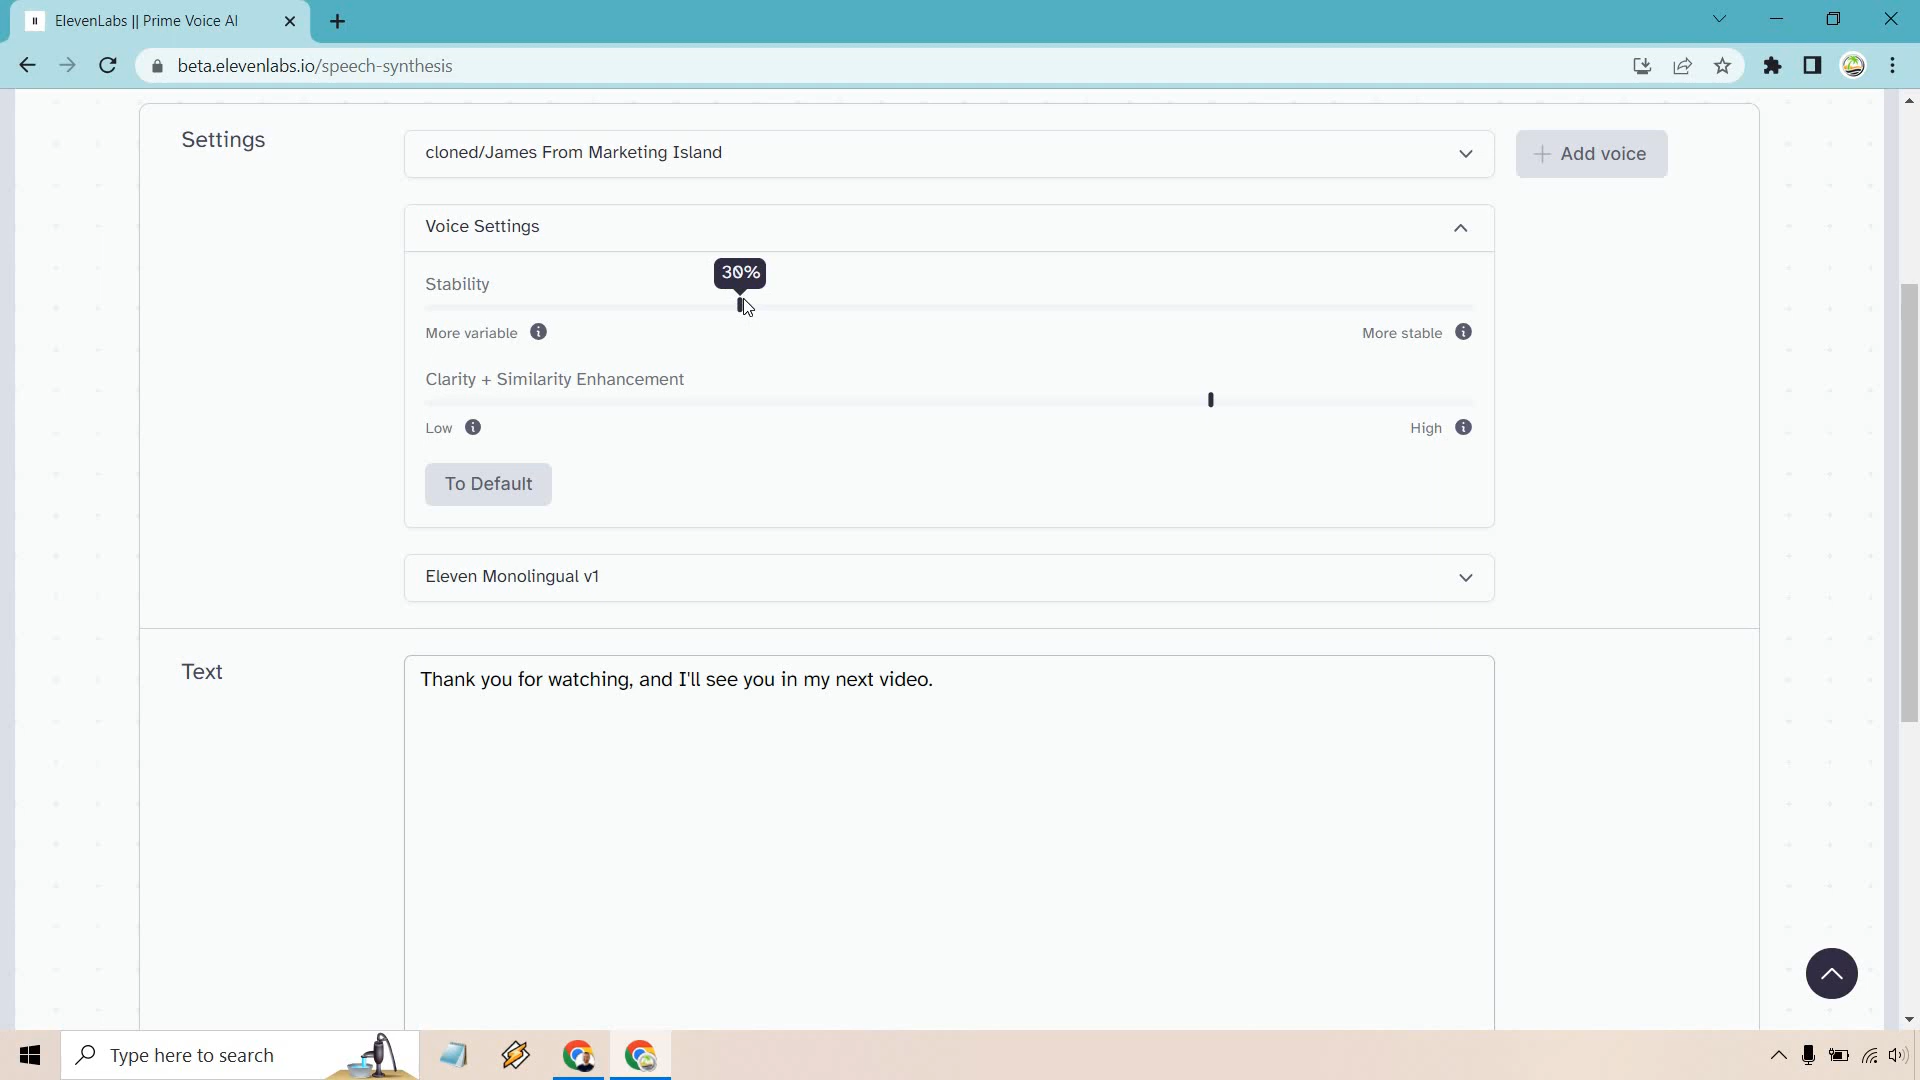 ElevenLabs || Prime Voice AI
beta.elevenlabs.io/speech-synthesis
Settings
cloned/James From Marketing Island
Add voice
Voice Settings
30%
Stability
More variable
More stable
Clarity + Similarity Enhancement
Low
High
To Default
Eleven Monolingual v1
Text
Thank you for watching, and I'll see you in my next video.
Type here to search